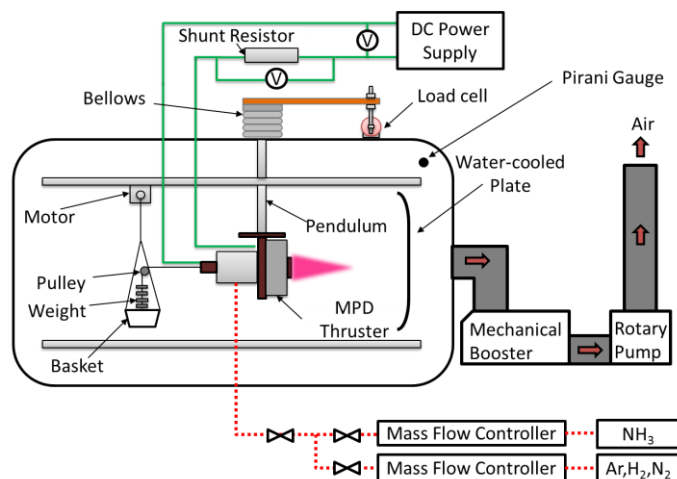 Shunt Resistor
V
DC Power
Supply
V
Bellows
Load cell
Pirani Gauge
Air
Water-cooled
Plate
Motor
Pendulum
Pulley
Weight
MPD
Thruster
Basket
Mechanical
Booster
Rotary
Pump
Mass Flow Controller
NH₃
Mass Flow Controller
Ar,H₂,N₂